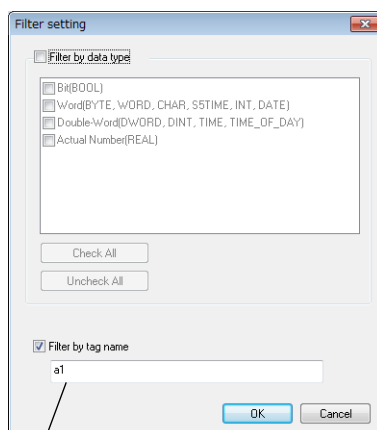 Filter setting
Filter by data type
Bit(BOOL)
Word(BYTE, WORD, CHAR, S5TIME, INT, DATE)
Double-Word(DWORD, DINT, TIME, TIME_OF_DAY)
Actual Number(REAL)
Check All
Uncheck All
Filter by tag name
a1
OK
Cancel